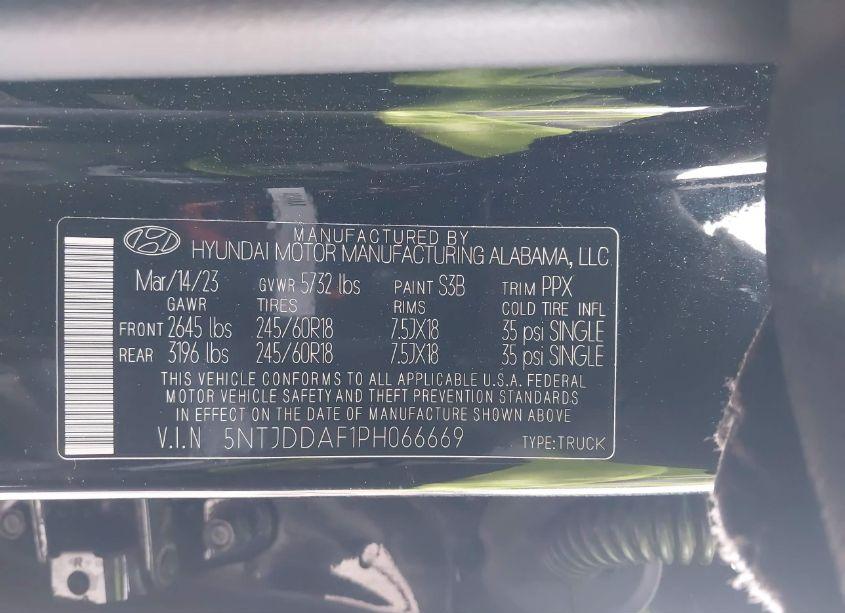 MANUFACTURED BY
HYUNDAI MOTOR MANUFACTURING ALABAMA, LLC
Mar/14/23 GVWR 5732 lbs PAINT S3B TRIM PPX
GAWR TIRES RIMS COLD TIRE INFL
FRONT 2645 lbs 245/60R18 7.5JX18 35 psi SINGLE
REAR 3196 lbs 245/60R18 7.5JX18 35 psi SINGLE
THIS VEHICLE CONFORMS TO ALL APPLICABLE U.S.A. FEDERAL
MOTOR VEHICLE SAFETY AND THEFT PREVENTION STANDARDS
IN EFFECT ON THE DATE OF MANUFACTURE SHOWN ABOVE
V.I.N 5NTJDDAF1PH066669 TYPE:TRUCK
R